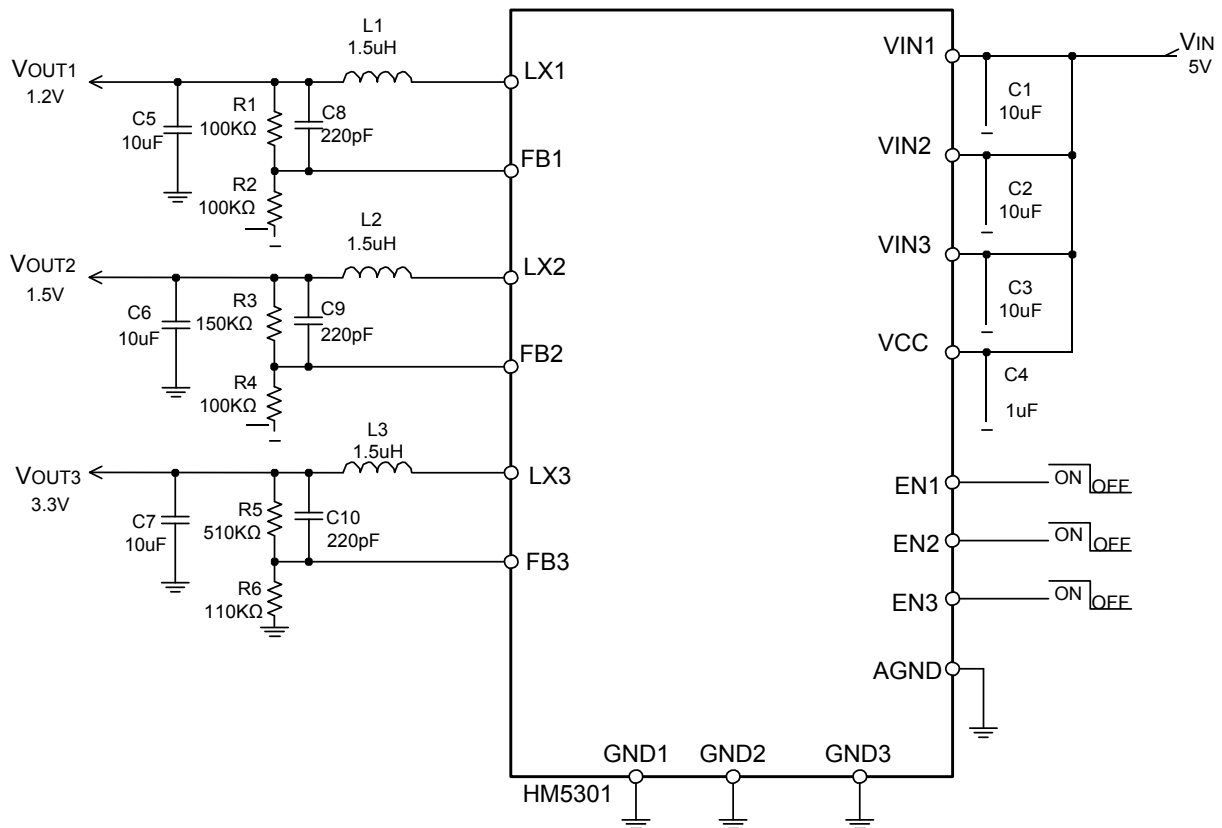 L1
1.5uH
VOUT1
1.2V
LX1
C5
10uF
R1
100KΩ
C8
220pF
FB1
R2
100KΩ
L2
1.5uH
VOUT2
1.5V
LX2
C6
10uF
R3
150KΩ
C9
220pF
FB2
R4
100KΩ
L3
1.5uH
VOUT3
3.3V
LX3
C7
10uF
R5
510KΩ
C10
220pF
FB3
R6
110KΩ
VIN1
VIN
5V
C1
10uF
VIN2
C2
10uF
VIN3
C3
10uF
VCC
C4
1uF
EN1
ON
OFF
EN2
ON
OFF
EN3
ON
OFF
AGND
GND1
GND2
GND3
HM5301